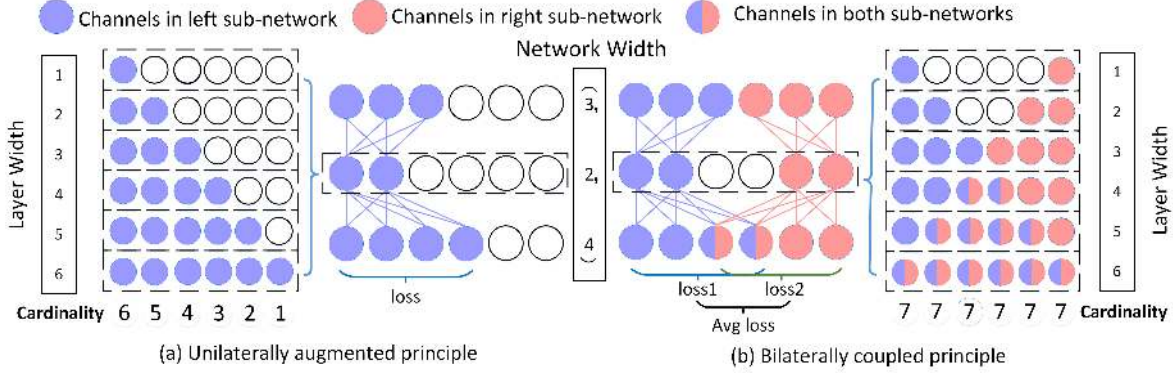 Channels in left sub-network
Channels in right sub-network
Channels in both sub-networks
Network Width
Layer Width
1
2
3
4
5
6
Cardinality 6 5 4 3 2 1
loss
(3,
2,
4)
loss1
loss2
Avg loss
1
2
3
4
5
6
Layer Width
7 7 7 7 7 7 Cardinality
(a) Unilaterally augmented principle
(b) Bilaterally coupled principle